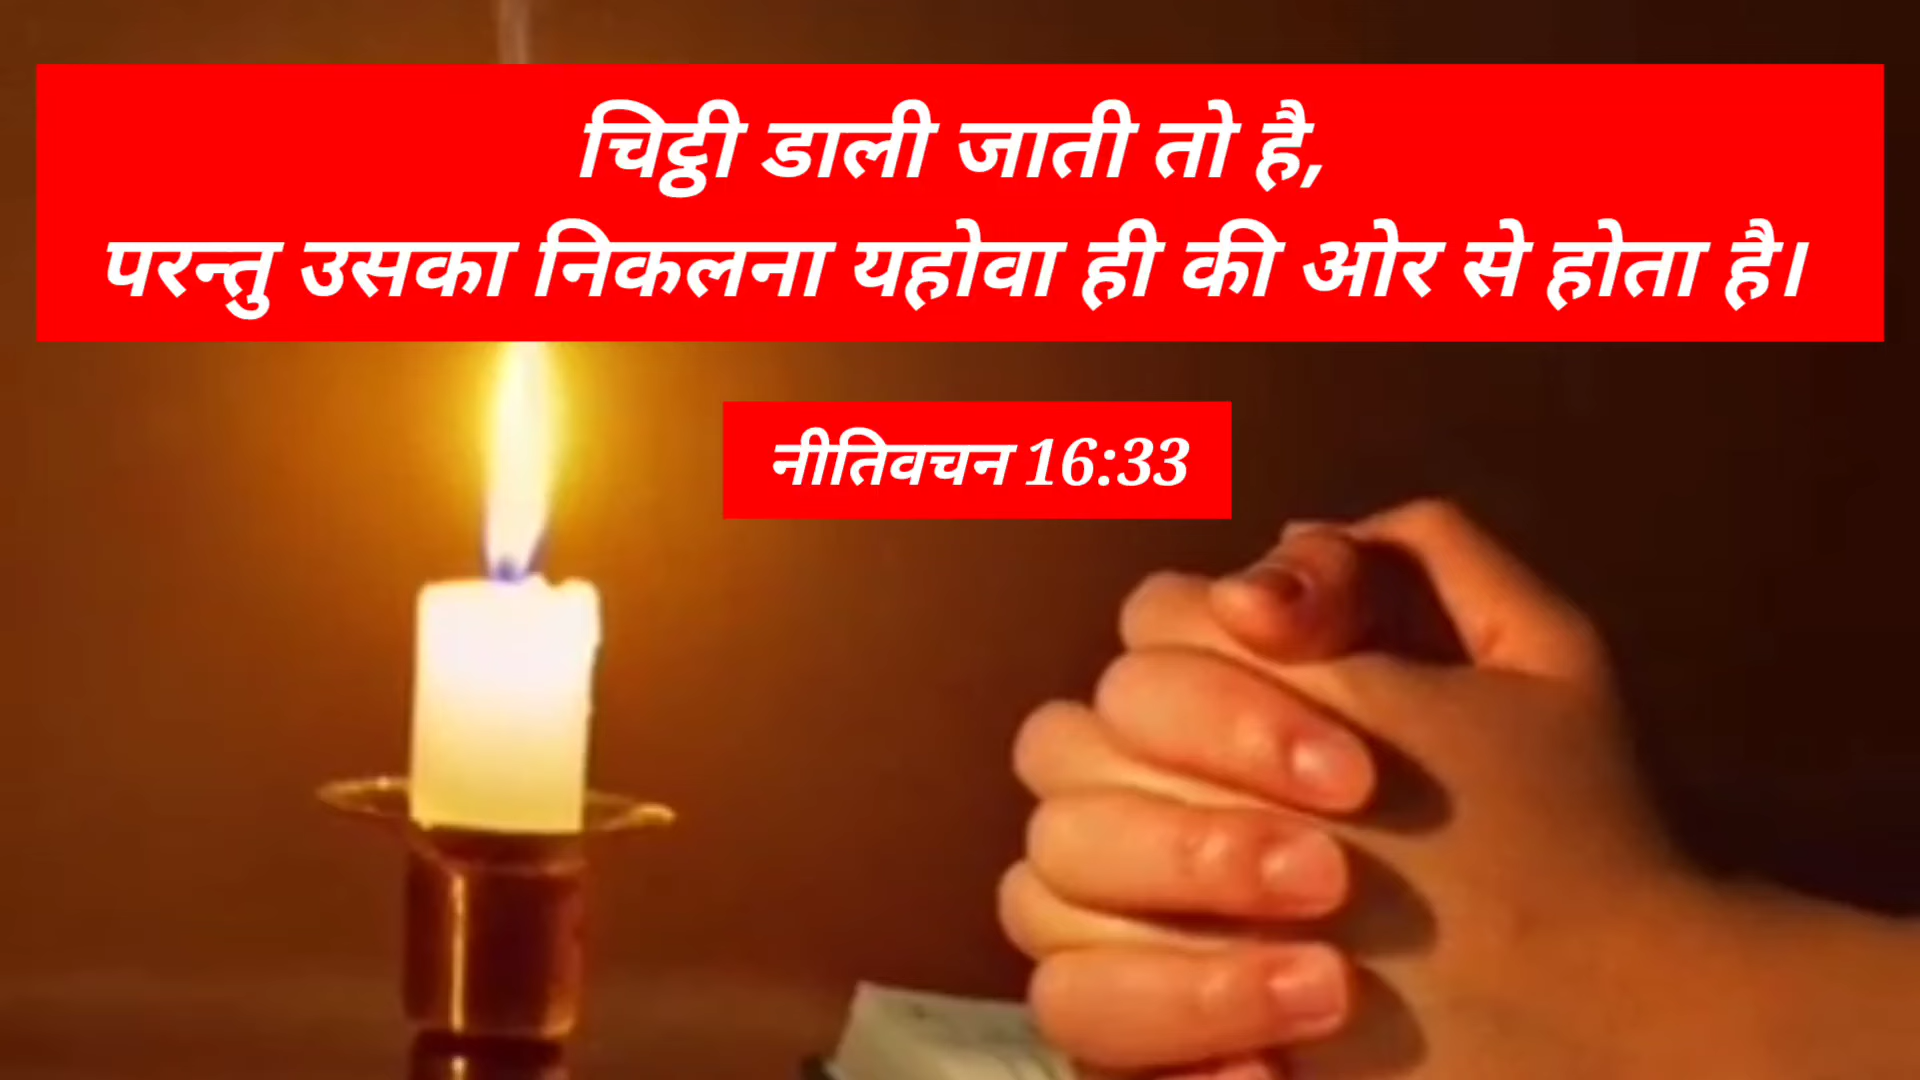 चिट्ठी डाली जाती तो है,
परन्तु उसका निकलना यहोवा ही की ओर से होता है।
नीतिवचन 16:33